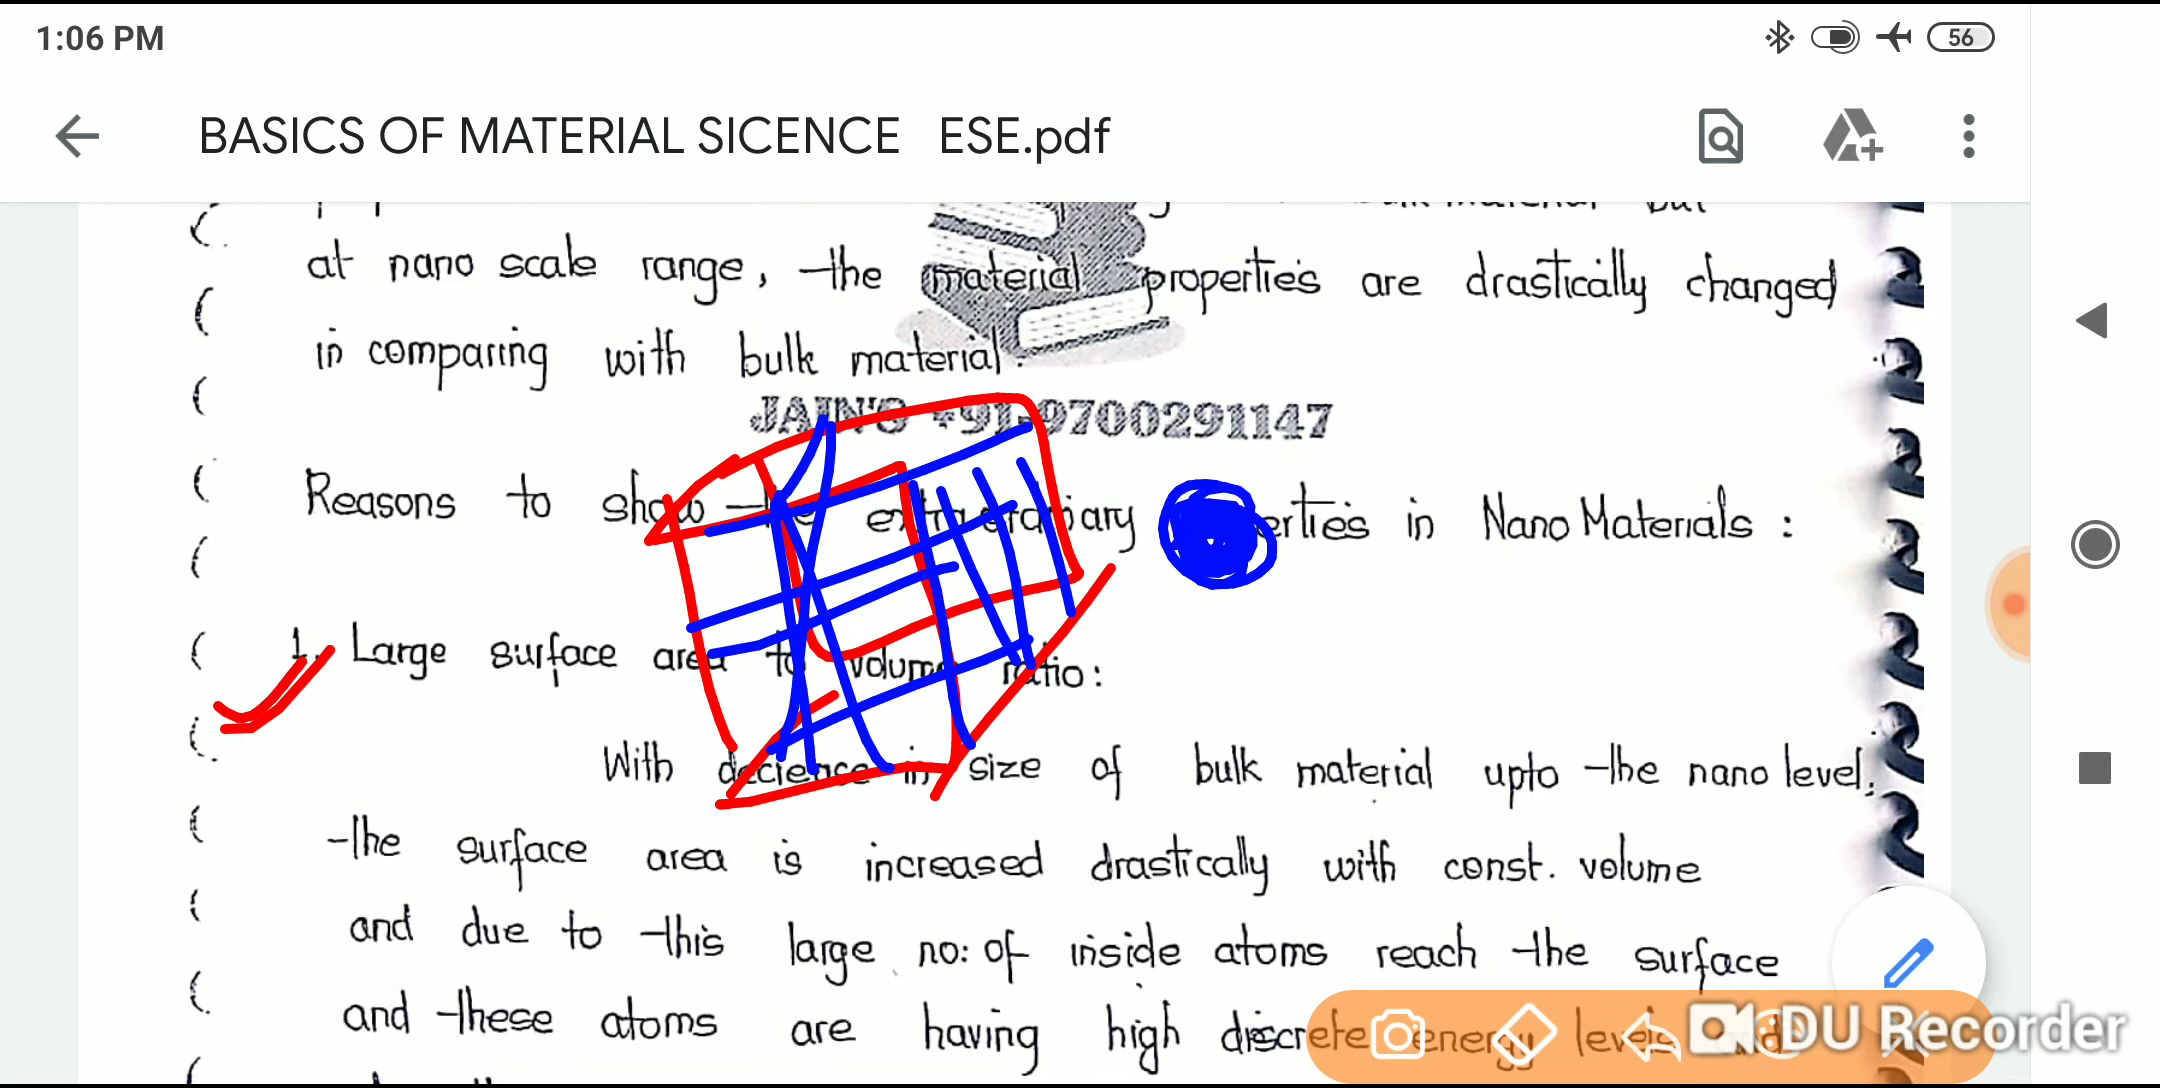 1:06 PM
56
BASICS OF MATERIAL SICENCE ESE.pdf
at nano scale range, the material properties are drastically changed
in comparing with bulk material.
JAIN'S +91-9700291147
Reasons to show the extraordinary erties in Nano Materials :
1. Large surface area to volume ratio:
With decrence in size of bulk material upto the nano level,
the surface area is increased drastically with const. volume
and due to this large no: of inside atoms reach the surface
and these atoms are having high discrete energy levels and
DU Recorder